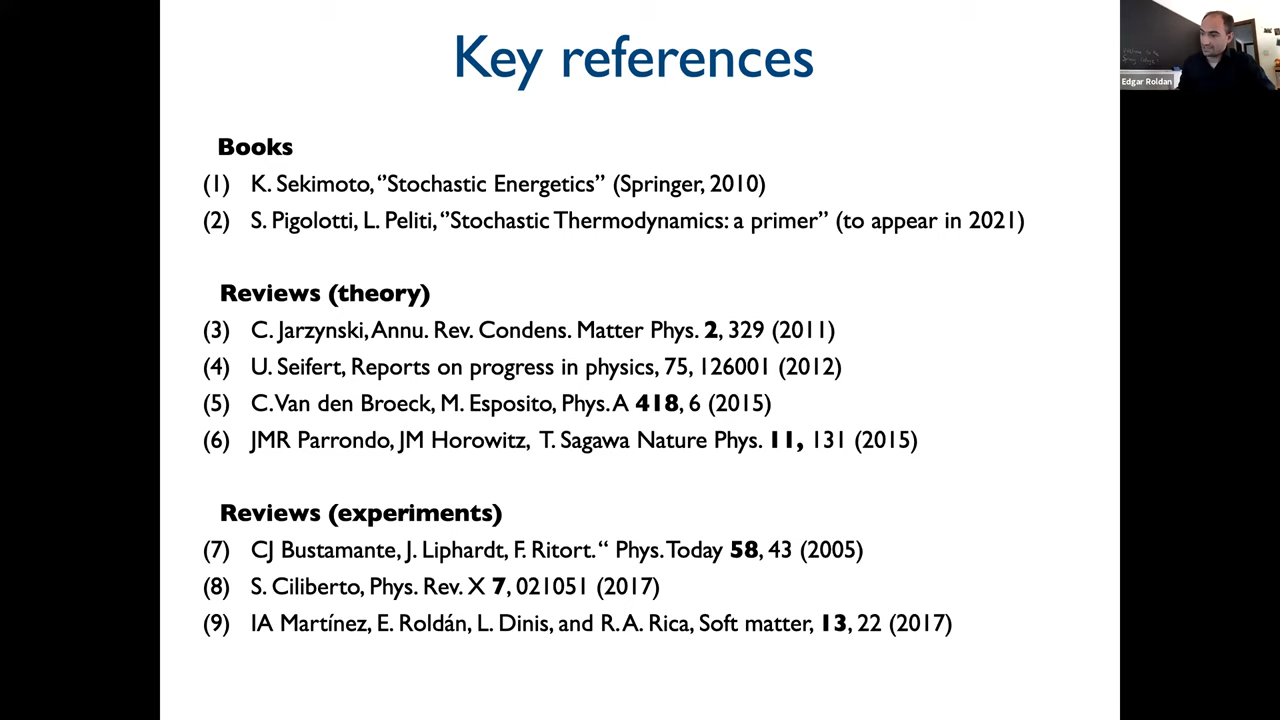 Key references
Edgar Roldan
Books
(1) K. Sekimoto, ‘’Stochastic Energetics” (Springer, 2010)
(2) S. Pigolotti, L. Peliti, ‘’Stochastic Thermodynamics: a primer” (to appear in 2021)
Reviews (theory)
(3) C. Jarzynski, Annu. Rev. Condens. Matter Phys. 2, 329 (2011)
(4) U. Seifert, Reports on progress in physics, 75, 126001 (2012)
(5) C. Van den Broeck, M. Esposito, Phys. A 418, 6 (2015)
(6) JMR Parrondo, JM Horowitz, T. Sagawa Nature Phys. 11, 131 (2015)
Reviews (experiments)
(7) CJ Bustamante, J. Liphardt, F. Ritort. “ Phys. Today 58, 43 (2005)
(8) S. Ciliberto, Phys. Rev. X 7, 021051 (2017)
(9) IA Martínez, E. Roldán, L. Dinis, and R. A. Rica, Soft matter, 13, 22 (2017)